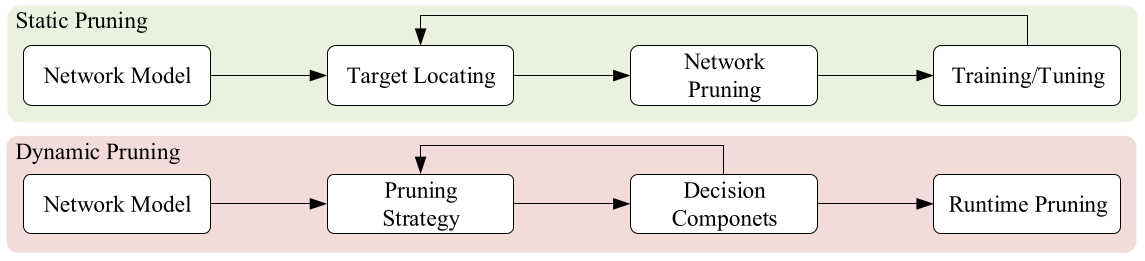 Static Pruning
Network Model
Target Locating
Network
Pruning
Training/Tuning
Dynamic Pruning
Network Model
Pruning
Strategy
Decision
Componets
Runtime Pruning